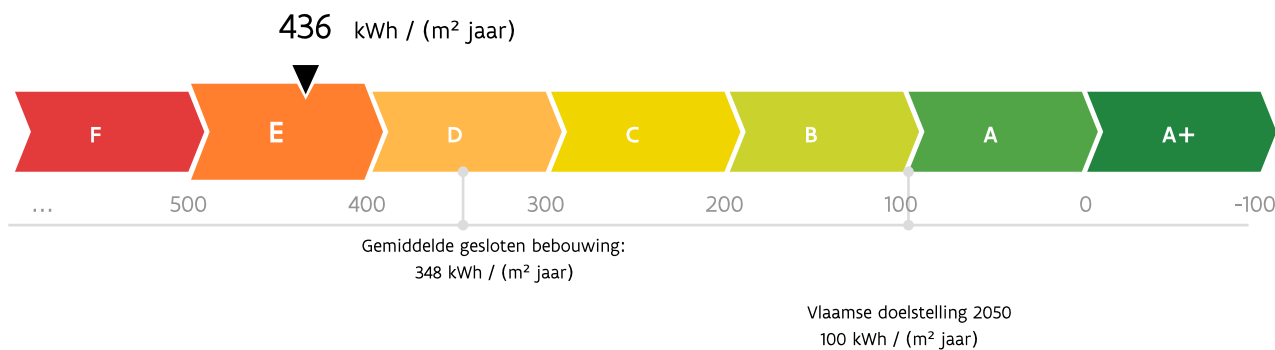 436 kWh / (m² jaar)
F E D C B A A+
... 500 400 300 200 100 0 -100
Gemiddelde gesloten bebouwing:
348 kWh / (m² jaar)
Vlaamse doelstelling 2050
100 kWh / (m² jaar)